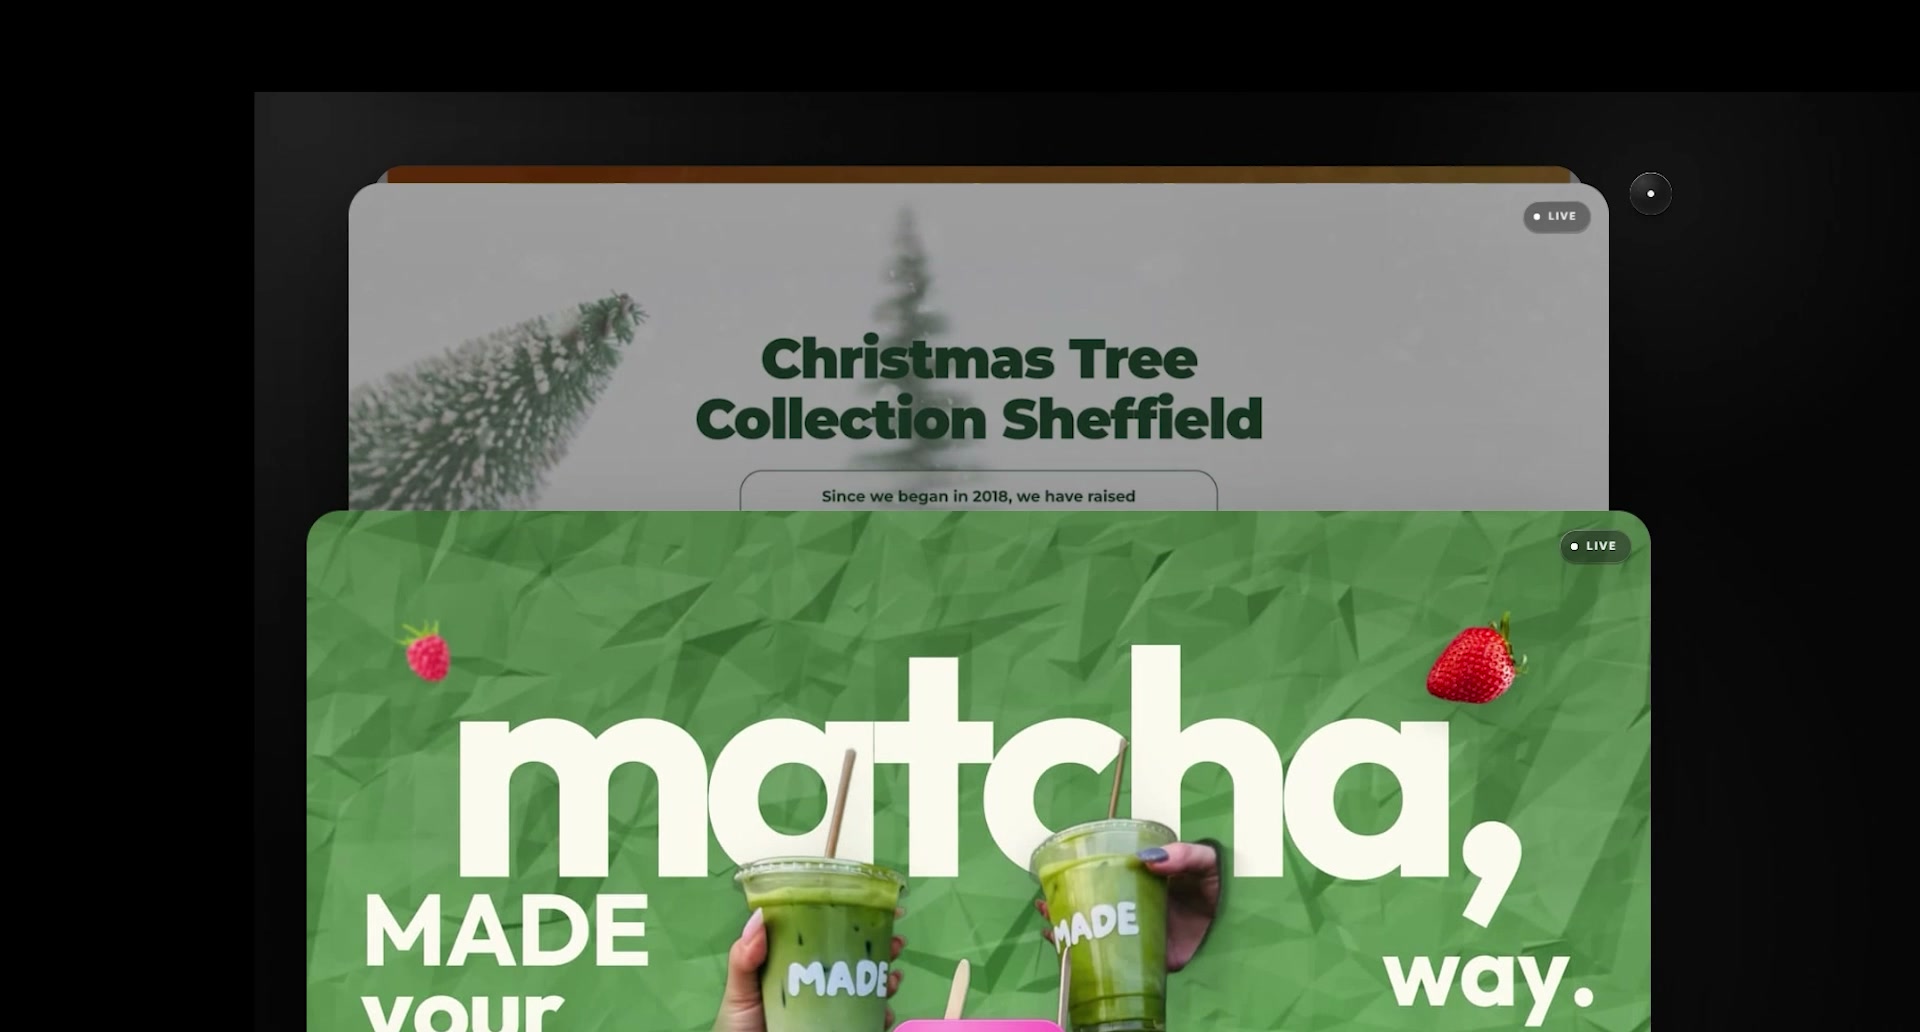 LIVE
Christmas Tree
Collection Sheffield
Since we began in 2018, we have raised
LIVE
matcha,
MADE
your
way.
MADE
MADE